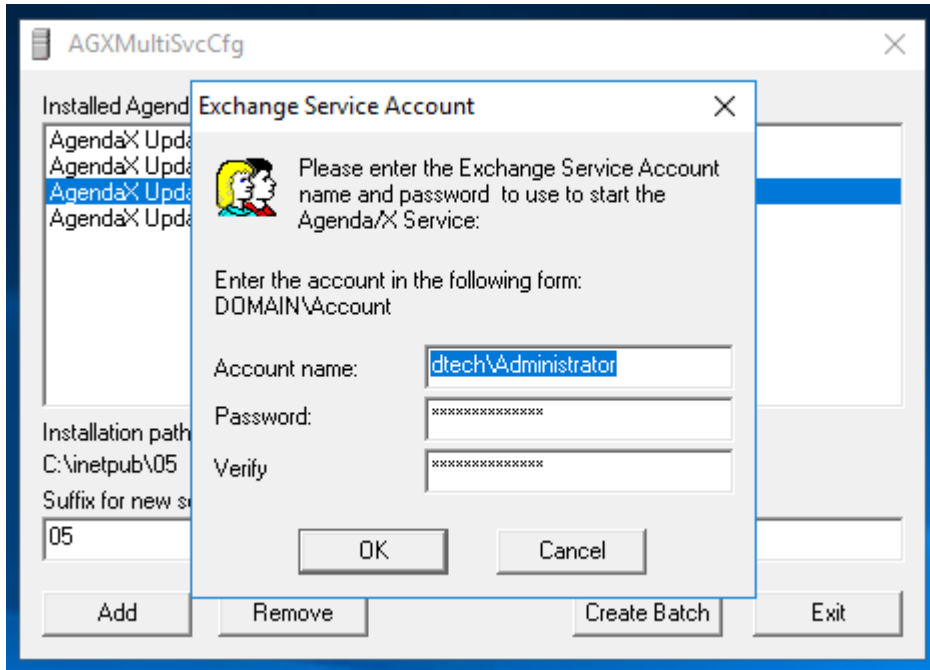 AGXMultiSvcCfg
Installed Agend
AgendaX Upda
AgendaX Upda
AgendaX Upda
AgendaX Upda
Installation path
C:\inetpub\05
Suffix for new se
05
Add
Remove
Create Batch
Exit
Exchange Service Account
Please enter the Exchange Service Account
name and password to use to start the
Agenda/X Service:
Enter the account in the following form:
DOMAIN\Account
Account name:
dtech\Administrator
Password:
**************
Verify
**************
OK
Cancel